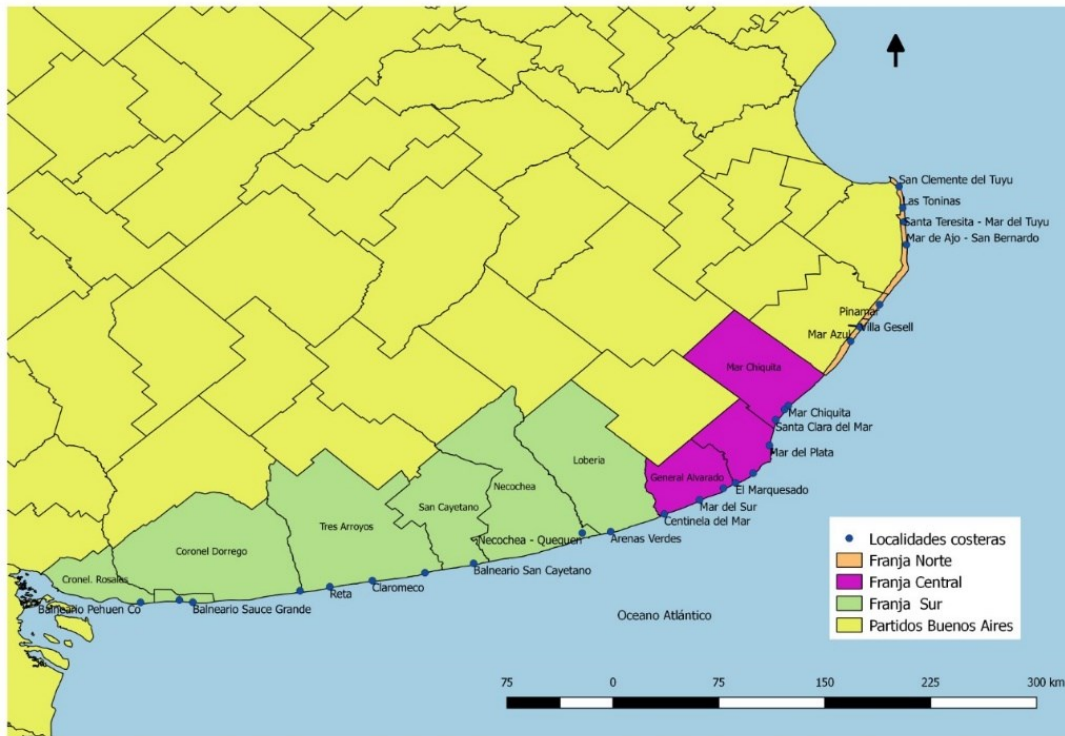 San Clemente del Tuyu
Las Toninas
Santa Teresita - Mar del Tuyu
Mar de Ajo - San Bernardo
Pinamar
Villa Gesell
Mar Azul
Mar Chiquita
Mar Chiquita
Santa Clara del Mar
Mar del Plata
General Alvarado
El Marquesado
Mar del Sur
Centinela del Mar
Loberia
Necochea
San Cayetano
Necochea - Quequen
Arenas Verdes
Tres Arroyos
Coronel Dorrego
Balneario San Cayetano
Cronel. Rosales
Claromeco
Reta
Balneario Pehuen Co
Balneario Sauce Grande
Oceano Atlántico
Localidades costeras
Franja Norte
Franja Central
Franja Sur
Partidos Buenos Aires
75 0 75 150 225 300 km